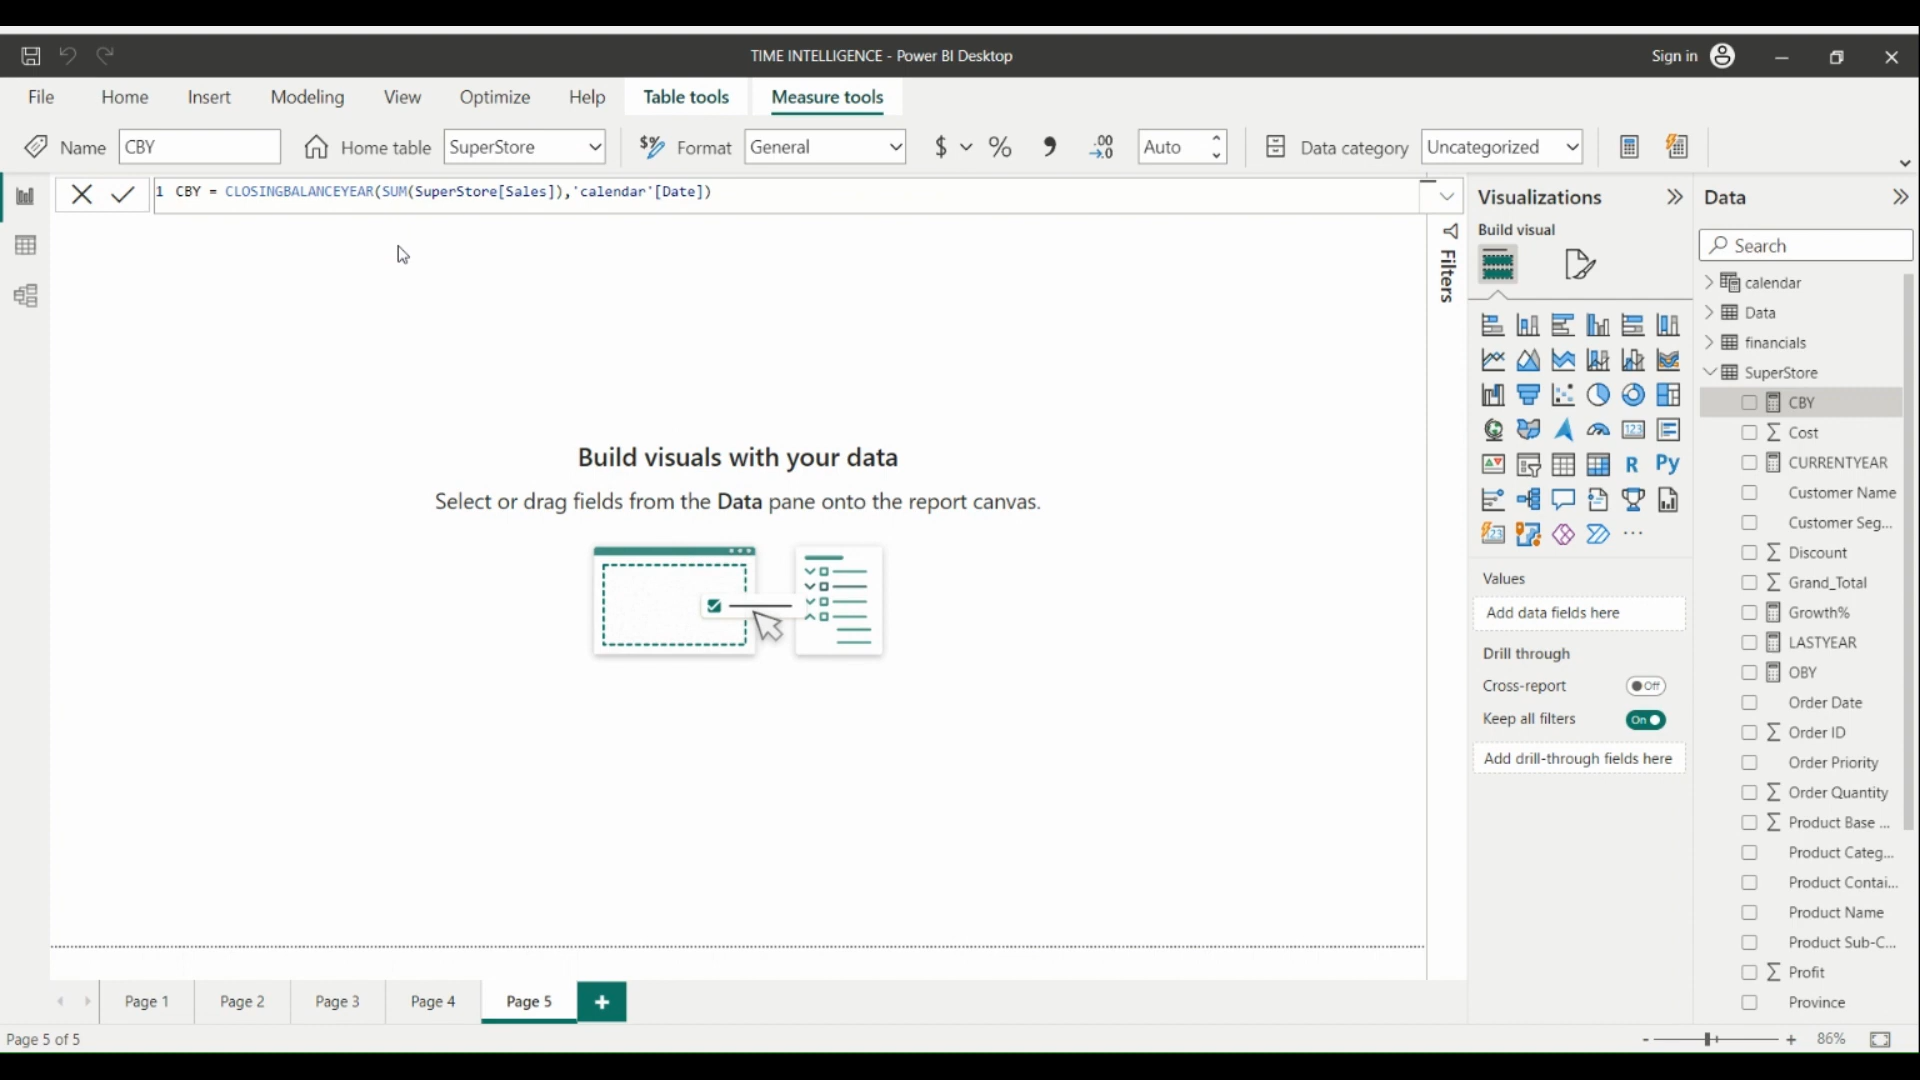 TIME INTELLIGENCE - Power BI Desktop
Sign in
File Home Insert Modeling View Optimize Help Table tools Measure tools
Name CBY Home table SuperStore Format General $ % Auto Data category Uncategorized
1 CBY = CLOSINGBALANCEYEAR(SUM(SuperStore[Sales]),'calendar'[Date])
Filters
Build visuals with your data
Select or drag fields from the Data pane onto the report canvas.
Visualizations
Build visual
123
R Py
123
Values
Add data fields here
Drill through
Cross-report Off
Keep all filters On
Add drill-through fields here
Data
Search
calendar
Data
financials
SuperStore
CBY
Cost
CURRENTYEAR
Customer Name
Customer Seg...
Discount
Grand_Total
Growth%
LASTYEAR
OBY
Order Date
Order ID
Order Priority
Order Quantity
Product Base ...
Product Categ...
Product Contai...
Product Name
Product Sub-C...
Profit
Province
Page 1 Page 2 Page 3 Page 4 Page 5 +
Page 5 of 5
- + 86%